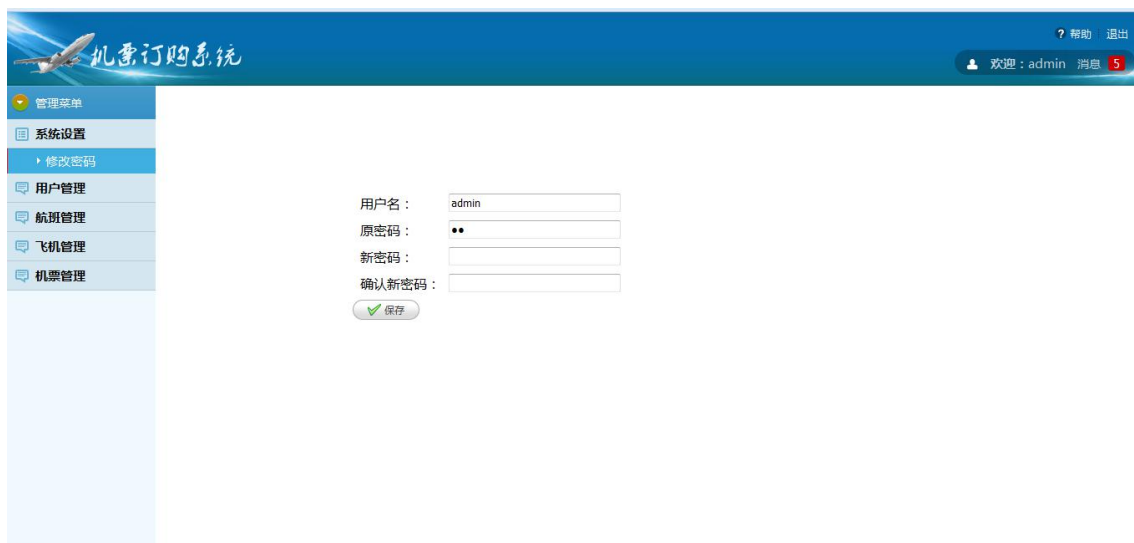 ? 帮助 退出
机票订购系统
欢迎：admin 消息 5
管理菜单
系统设置
修改密码
用户管理
航班管理
飞机管理
机票管理
用户名： admin
原密码： ●●
新密码：
确认新密码：
保存